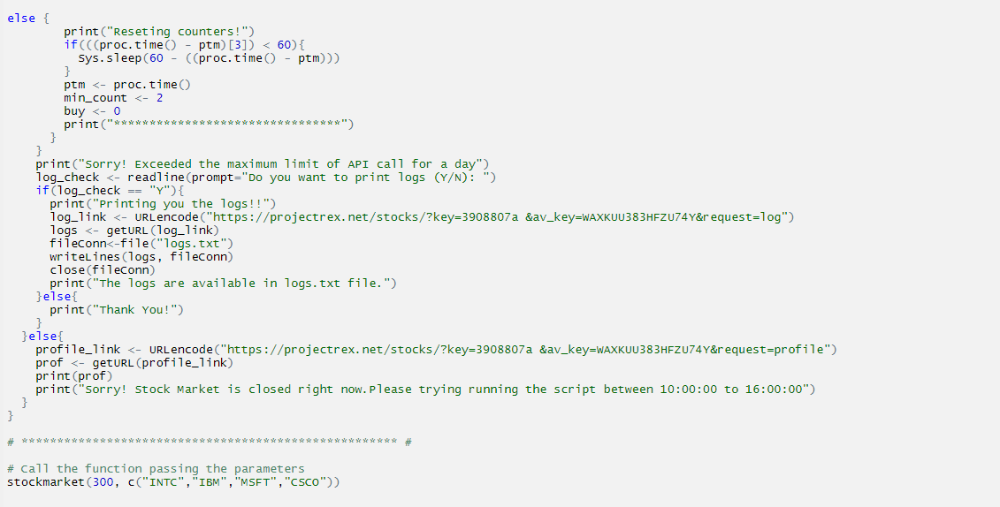 else {
        print("Reseting counters!")
        if(((proc.time() - ptm)[3]) < 60){
          Sys.sleep(60 - ((proc.time() - ptm)))
        }
        ptm <- proc.time()
        min_count <- 2
        buy <- 0
        print("********************************")
      }
    }
    print("Sorry! Exceeded the maximum limit of API call for a day")
    log_check <- readline(prompt="Do you want to print logs (Y/N): ")
    if(log_check == "Y"){
      print("Printing you the logs!!")
      log_link <- URLencode("https://projectrex.net/stocks/?key=3908807a &av_key=WAXKUU383HFZU74Y&request=log")
      logs <- getURL(log_link)
      fileConn<-file("logs.txt")
      writeLines(logs, fileConn)
      close(fileConn)
      print("The logs are available in logs.txt file.")
    }else{
      print("Thank You!")
    }
  }else{
    profile_link <- URLencode("https://projectrex.net/stocks/?key=3908807a &av_key=WAXKUU383HFZU74Y&request=profile")
    prof <- getURL(profile_link)
    print(prof)
    print("Sorry! Stock Market is closed right now.Please trying running the script between 10:00:00 to 16:00:00")
  }
}
# ***************************************************** #
# Call the function passing the parameters
stockmarket(300, c("INTC","IBM","MSFT","CSCO"))